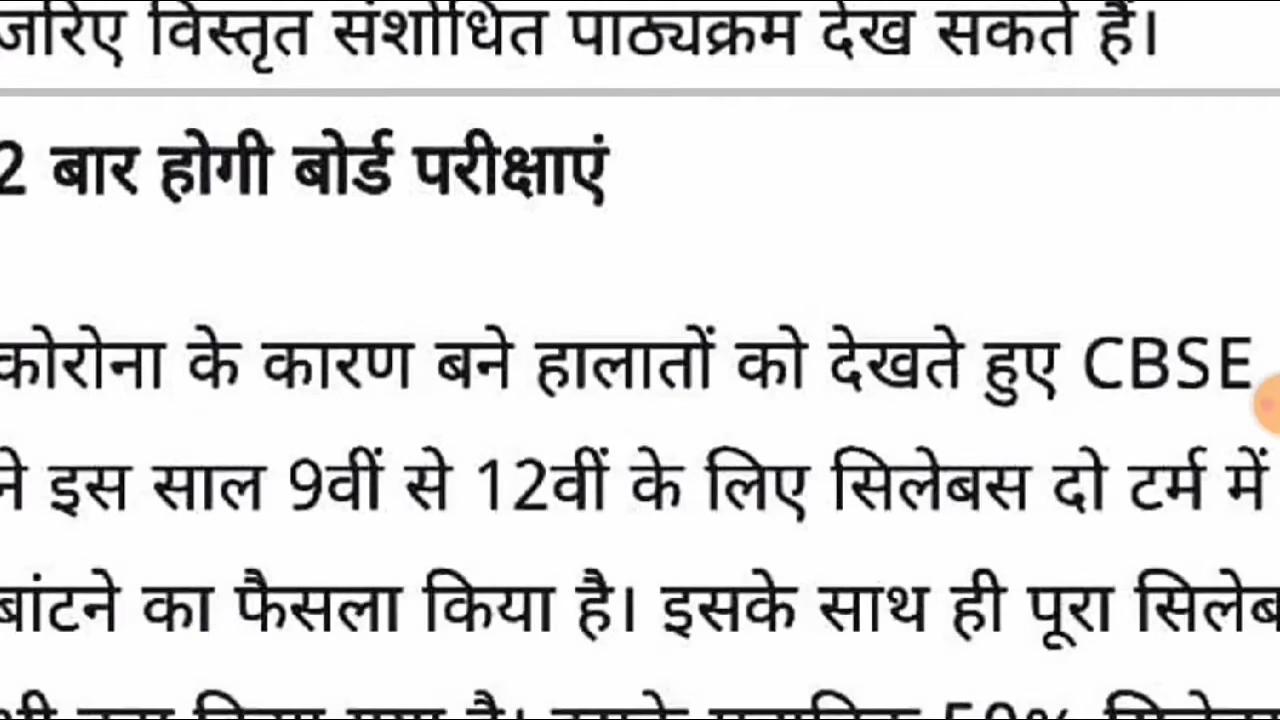 जरिए विस्तृत संशोधित पाठ्यक्रम देख सकते हैं।
2 बार होगी बोर्ड परीक्षाएं
कोरोना के कारण बने हालातों को देखते हुए CBSE
ने इस साल 9वीं से 12वीं के लिए सिलेबस दो टर्म में
बांटने का फैसला किया है। इसके साथ ही पूरा